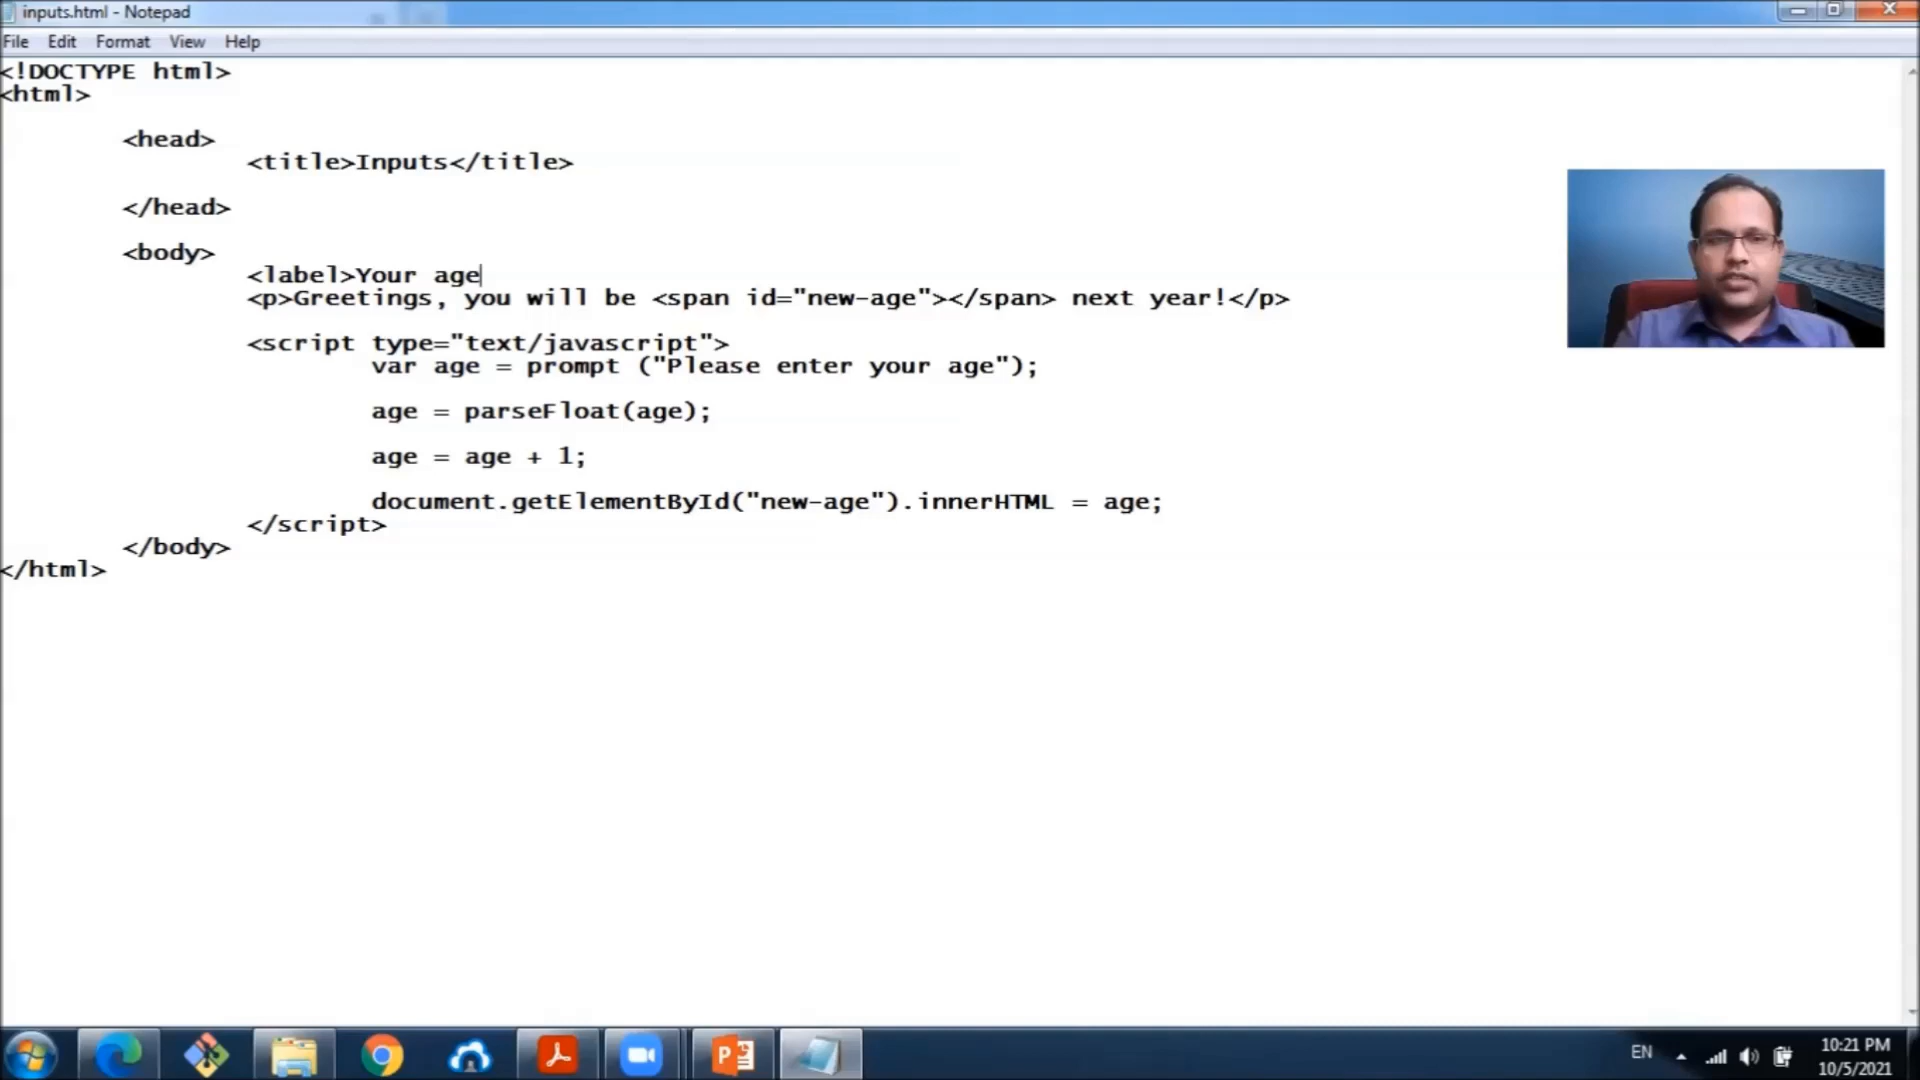 inputs.html - Notepad
File Edit Format View Help
<!DOCTYPE html>
<html>
<head>
<title>Inputs</title>
</head>
<body>
<label>Your age
<p>Greetings, you will be <span id="new-age"></span> next year!</p>
<script type="text/javascript">
var age = prompt ("Please enter your age");
age = parseFloat(age);
age = age + 1;
document.getElementById("new-age").innerHTML = age;
</script>
</body>
</html>
EN
10:21 PM
10/5/2021